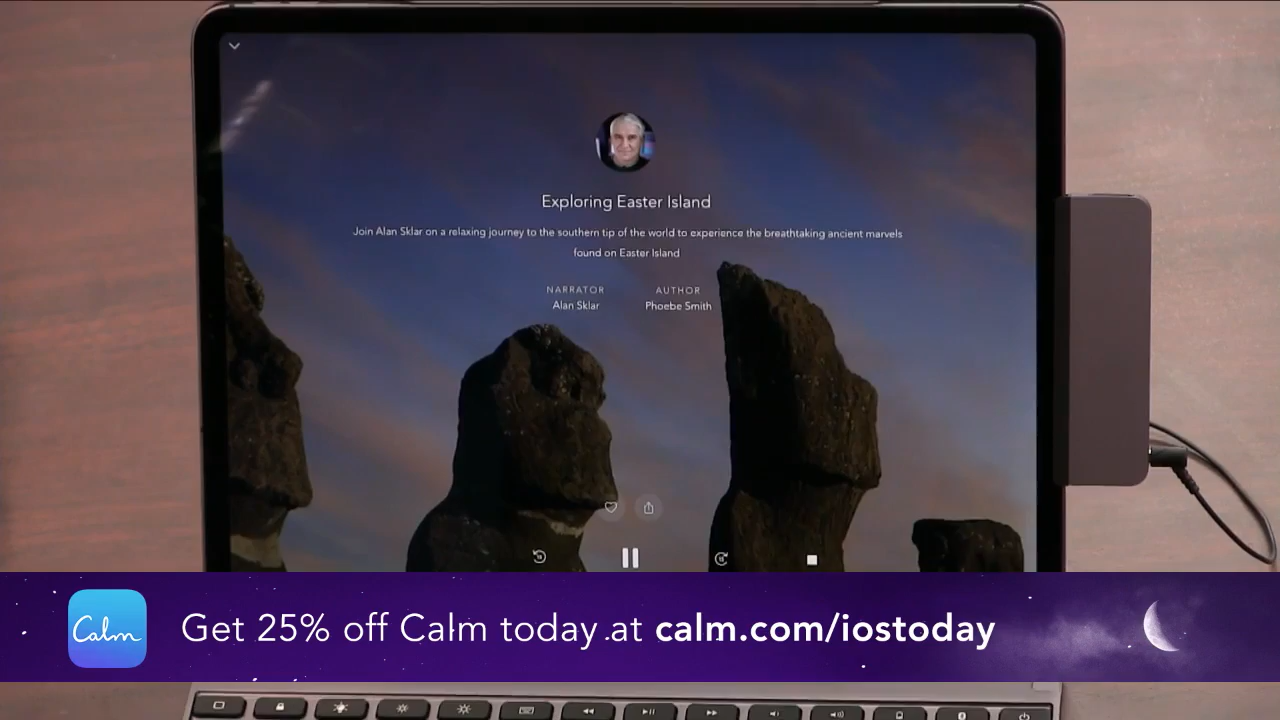 Exploring Easter Island
Join Alan Sklar on a relaxing journey to the southern tip of the world to experience the breathtaking ancient marvels
found on Easter Island
NARRATOR
AUTHOR
Alan Sklar
Phoebe Smith
15
15
Calm
Get 25% off Calm today at calm.com/iostoday